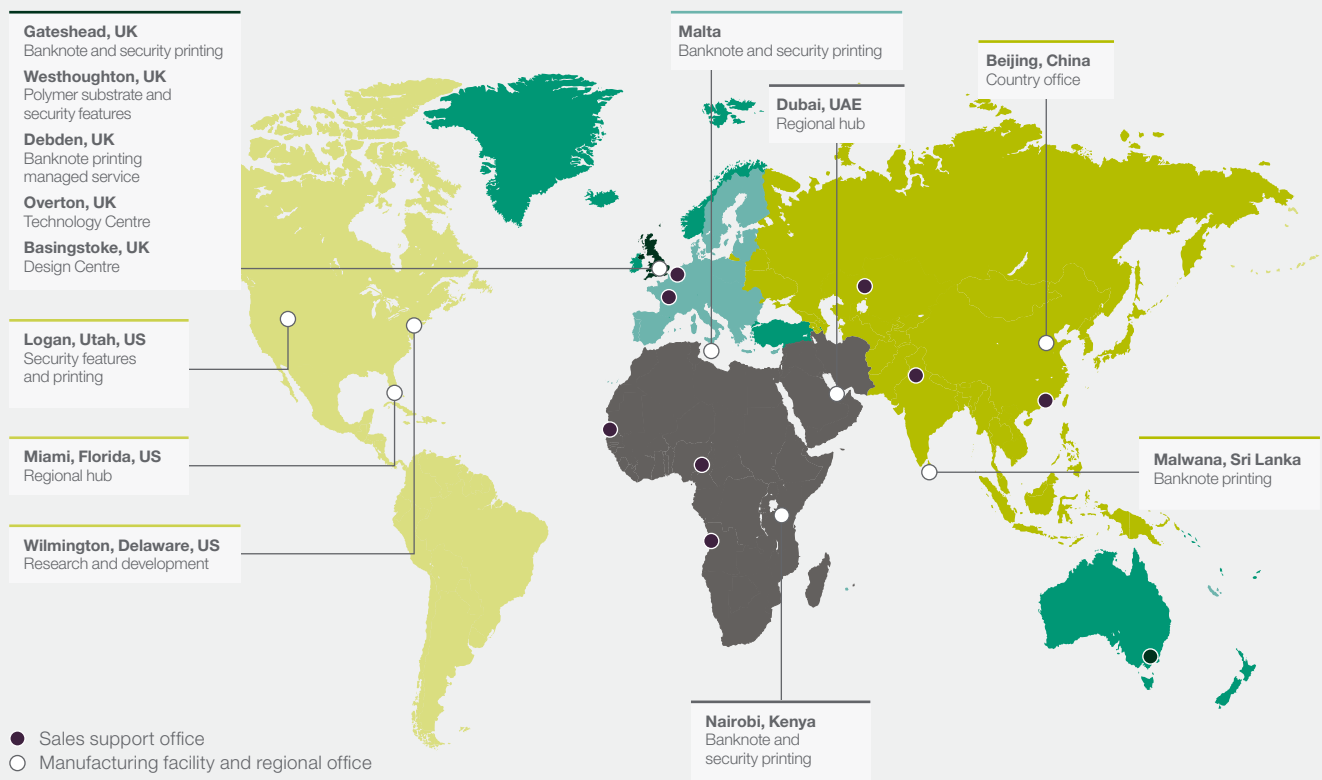 Gateshead, UK
Banknote and security printing
Westhoughton, UK
Polymer substrate and
security features
Debden, UK
Banknote printing
managed service
Overton, UK
Technology Centre
Basingstoke, UK
Design Centre
Logan, Utah, US
Security features
and printing
Miami, Florida, US
Regional hub
Wilmington, Delaware, US
Research and development
Malta
Banknote and security printing
Dubai, UAE
Regional hub
Beijing, China
Country office
Malwana, Sri Lanka
Banknote printing
Nairobi, Kenya
Banknote and
security printing
Sales support office
Manufacturing facility and regional office